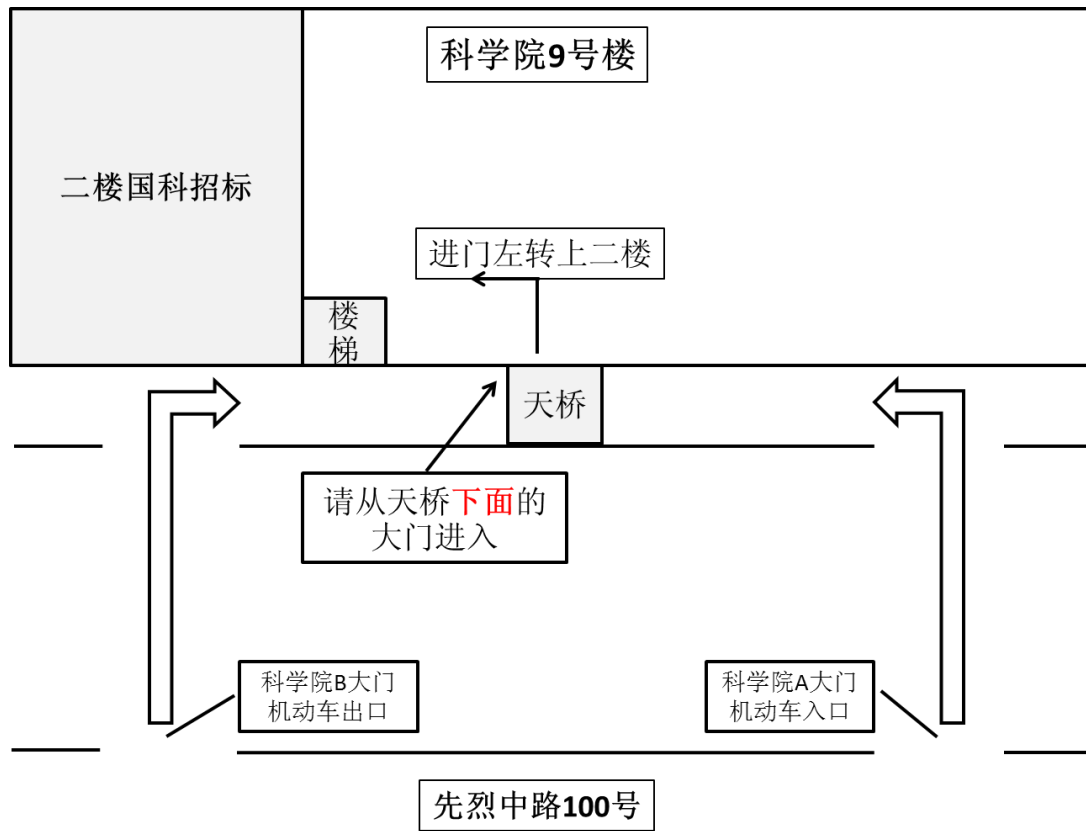 科学院9号楼
二楼国科招标
进门左转上二楼
楼
梯
天桥
请从天桥下面的
大门进入
科学院B大门
机动车出口
科学院A大门
机动车入口
先烈中路100号